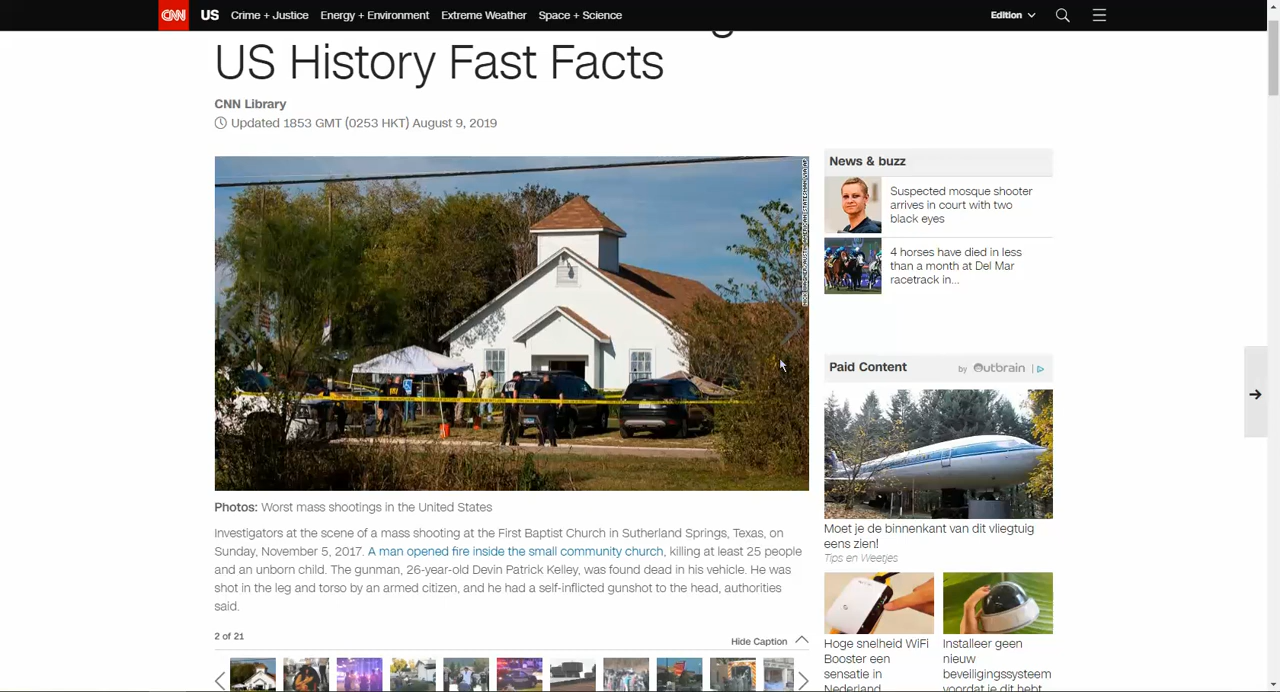 CNN US Crime + Justice Energy + Environment Extreme Weather Space + Science Edition
US History Fast Facts
CNN Library
Updated 1853 GMT (0253 HKT) August 9, 2019
Photos: Worst mass shootings in the United States
Investigators at the scene of a mass shooting at the First Baptist Church in Sutherland Springs, Texas, on
Sunday, November 5, 2017. A man opened fire inside the small community church, killing at least 25 people
and an unborn child. The gunman, 26-year-old Devin Patrick Kelley, was found dead in his vehicle. He was
shot in the leg and torso by an armed citizen, and he had a self-inflicted gunshot to the head, authorities
said.
2 of 21
Hide Caption
News & buzz
Suspected mosque shooter
arrives in court with two
black eyes
4 horses have died in less
than a month at Del Mar
racetrack in...
Paid Content
by Outbrain
Moet je de binnenkant van dit vliegtuig
eens zien!
Tips en Weetjes
Hoge snelheid WiFi
Booster een
sensatie in
Nederland
Installeer geen
nieuw
beveiligingssysteem
voordat je dit hebt